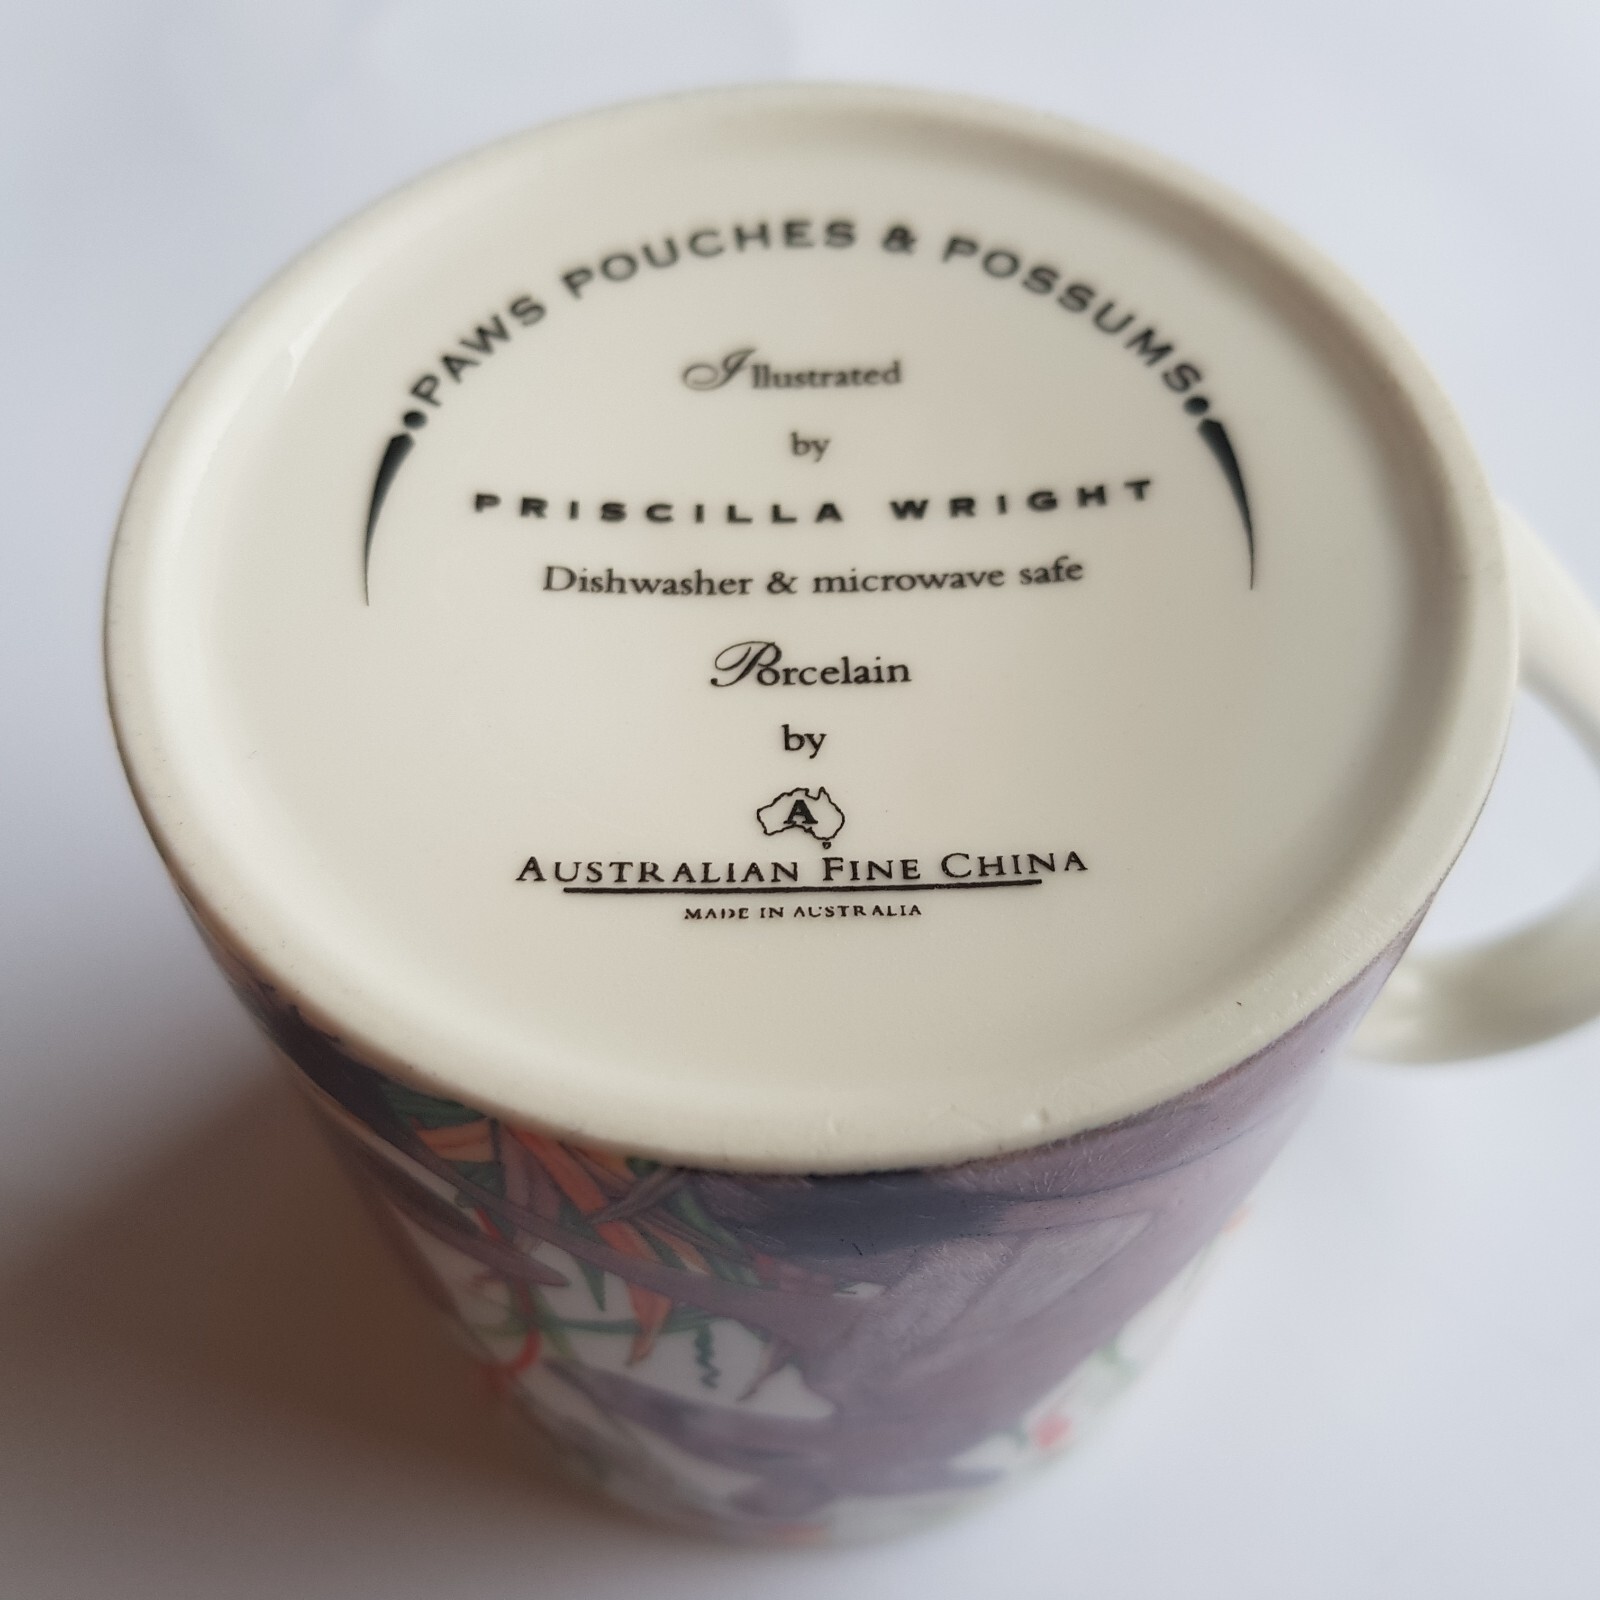 PAWS POUCHES & POSSUMS
Illustrated
by
PRISCILLA WRIGHT
Dishwasher & microwave safe
Porcelain
by
A
AUSTRALIAN FINE CHINA
MADE IN AUSTRALIA